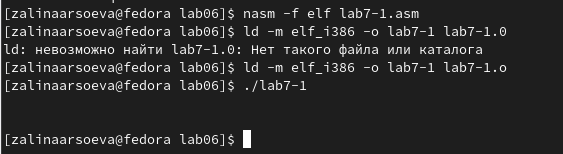 [zalinaarsoeva@fedora lab06]$ nasm -f elf lab7-1.asm
[zalinaarsoeva@fedora lab06]$ ld -m elf_i386 -o lab7-1 lab7-1.0
ld: невозможно найти lab7-1.0: Нет такого файла или каталога
[zalinaarsoeva@fedora lab06]$ ld -m elf_i386 -o lab7-1 lab7-1.o
[zalinaarsoeva@fedora lab06]$ ./lab7-1
[zalinaarsoeva@fedora lab06]$